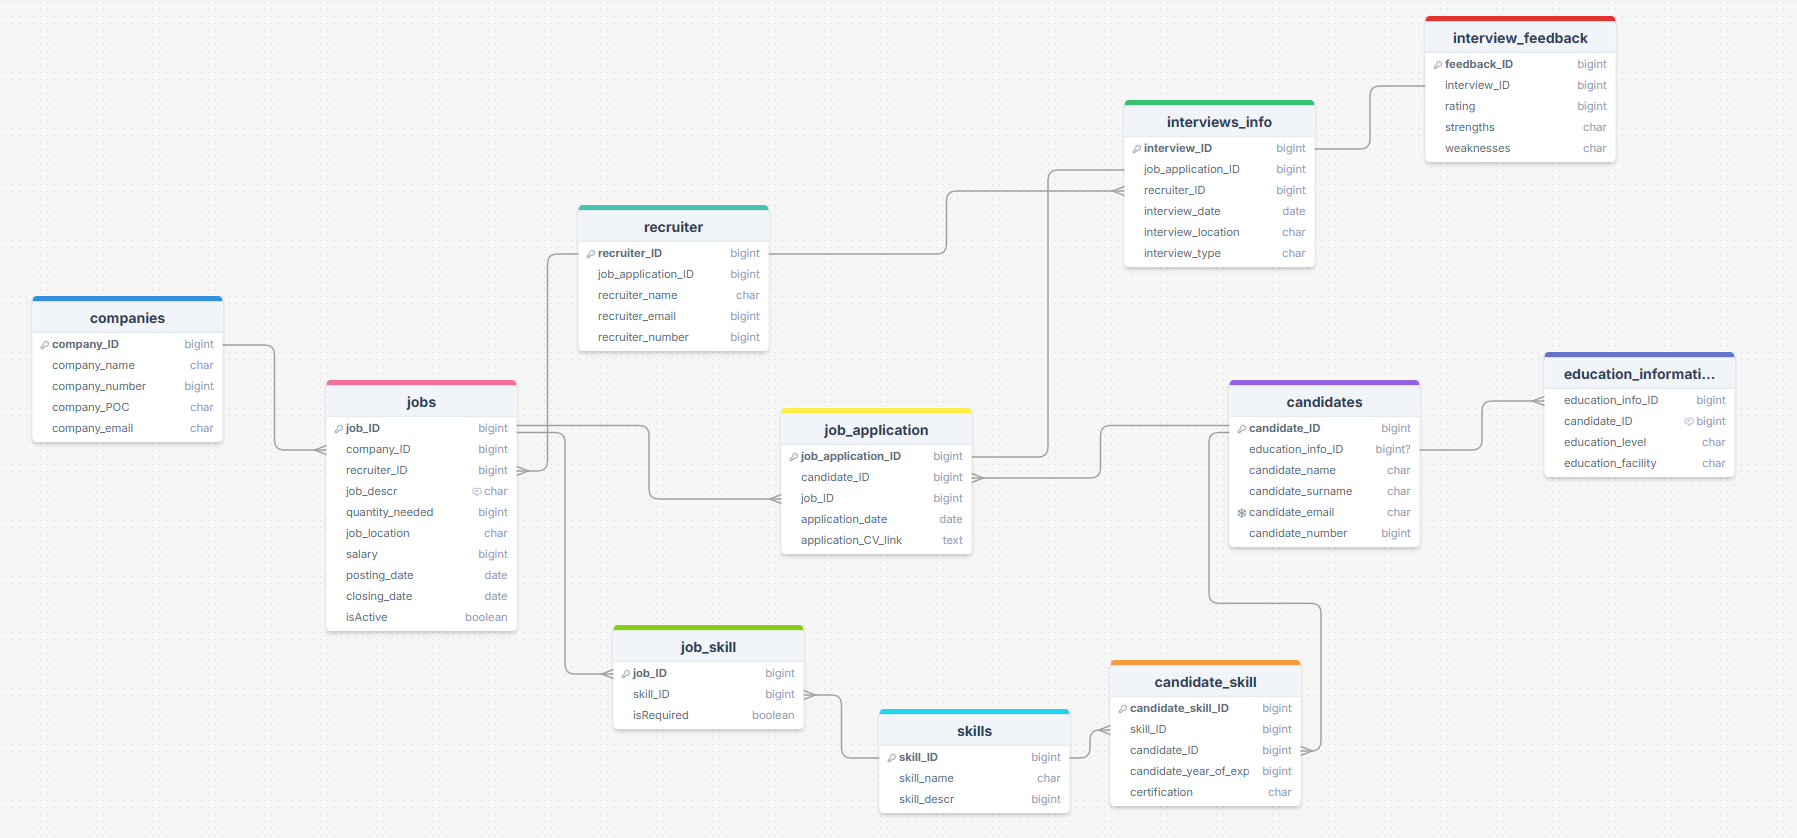 interview_feedback
feedback_ID bigint
interview_ID bigint
rating bigint
strengths char
weaknesses char
interviews_info
interview_ID bigint
job_application_ID bigint
recruiter_ID bigint
interview_date date
interview_location char
interview_type char
recruiter
recruiter_ID bigint
job_application_ID bigint
recruiter_name char
recruiter_email bigint
recruiter_number bigint
companies
company_ID bigint
company_name char
company_number bigint
company_POC char
company_email char
jobs
job_ID bigint
company_ID bigint
recruiter_ID bigint
job_descr char
quantity_needed bigint
job_location char
salary bigint
posting_date date
closing_date date
isActive boolean
job_application
job_application_ID bigint
candidate_ID bigint
job_ID bigint
application_date date
application_CV_link text
candidates
candidate_ID bigint
education_info_ID bigint?
candidate_name char
candidate_surname char
candidate_email char
candidate_number bigint
education_informati...
education_info_ID bigint
candidate_ID bigint
education_level char
education_facility char
job_skill
job_ID bigint
skill_ID bigint
isRequired boolean
skills
skill_ID bigint
skill_name char
skill_descr bigint
candidate_skill
candidate_skill_ID bigint
skill_ID bigint
candidate_ID bigint
candidate_year_of_exp bigint
certification char